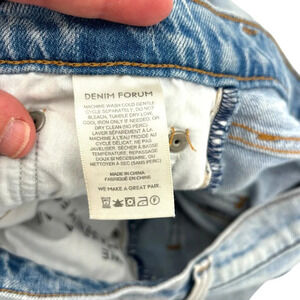 DENIM FORUM
MACHINE WASH COLD GENTLE
CYCLE SEPARATELY, DO NOT
BLEACH, TUMBLE DRY LOW,
COOL IRON ONLY IF NEEDED, OR
DRY CLEAN (NO PERC)
LAVER SÉPARÉMENT À LA
MACHINE À L'EAU FROIDE AU
CYCLE DÉLICAT, NE PAS
JAVELISER, SÉCHER À BASSE
TEMPÉRATURE, REPASSAGE
TIÈDE SI NÉCESSAIRE, OU
NETTOYER À SEC (SANS PERC)
MADE IN CHINA
FABRIQUÉ EN CHINE
WE MAKE A GREAT PAIR.